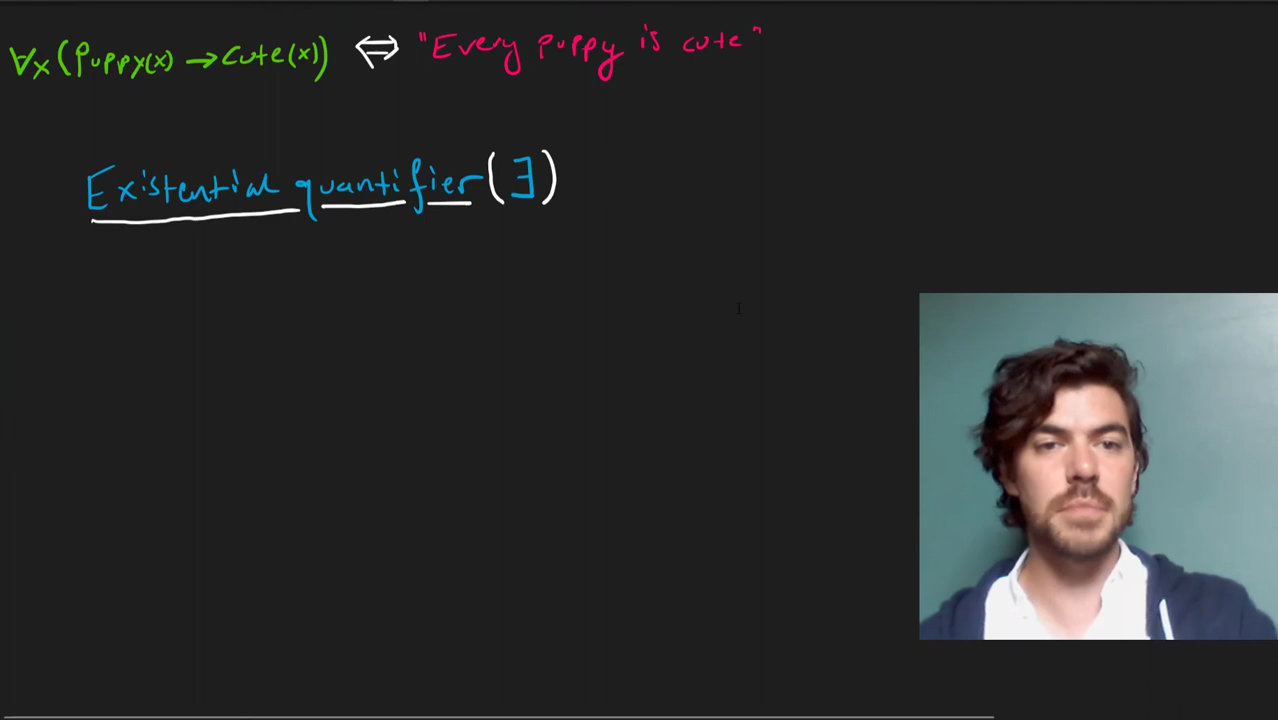 ∀x(Puppy(x) → Cute(x)) ⇔ "Every puppy is cute"
Existential quantifier (∃)